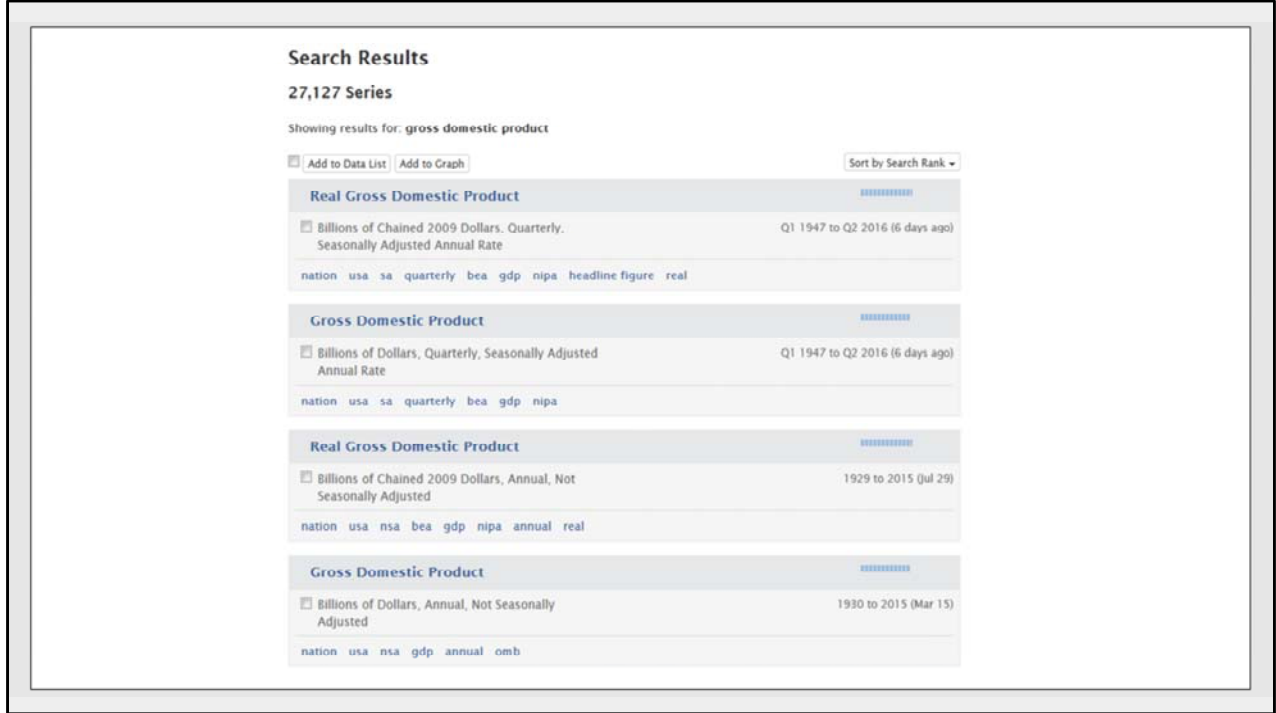 Search Results
27,127 Series
Showing results for: gross domestic product
Add to Data List Add to Graph Sort by Search Rank
Real Gross Domestic Product
Billions of Chained 2009 Dollars, Quarterly, Q1 1947 to Q2 2016 (6 days ago)
Seasonally Adjusted Annual Rate
nation usa sa quarterly bea gdp nipa headline figure real
Gross Domestic Product
Billions of Dollars, Quarterly, Seasonally Adjusted Q1 1947 to Q2 2016 (6 days ago)
Annual Rate
nation usa sa quarterly bea gdp nipa
Real Gross Domestic Product
Billions of Chained 2009 Dollars, Annual, Not 1929 to 2015 (Jul 29)
Seasonally Adjusted
nation usa nsa bea gdp nipa annual real
Gross Domestic Product
Billions of Dollars, Annual, Not Seasonally 1930 to 2015 (Mar 15)
Adjusted
nation usa nsa gdp annual omb